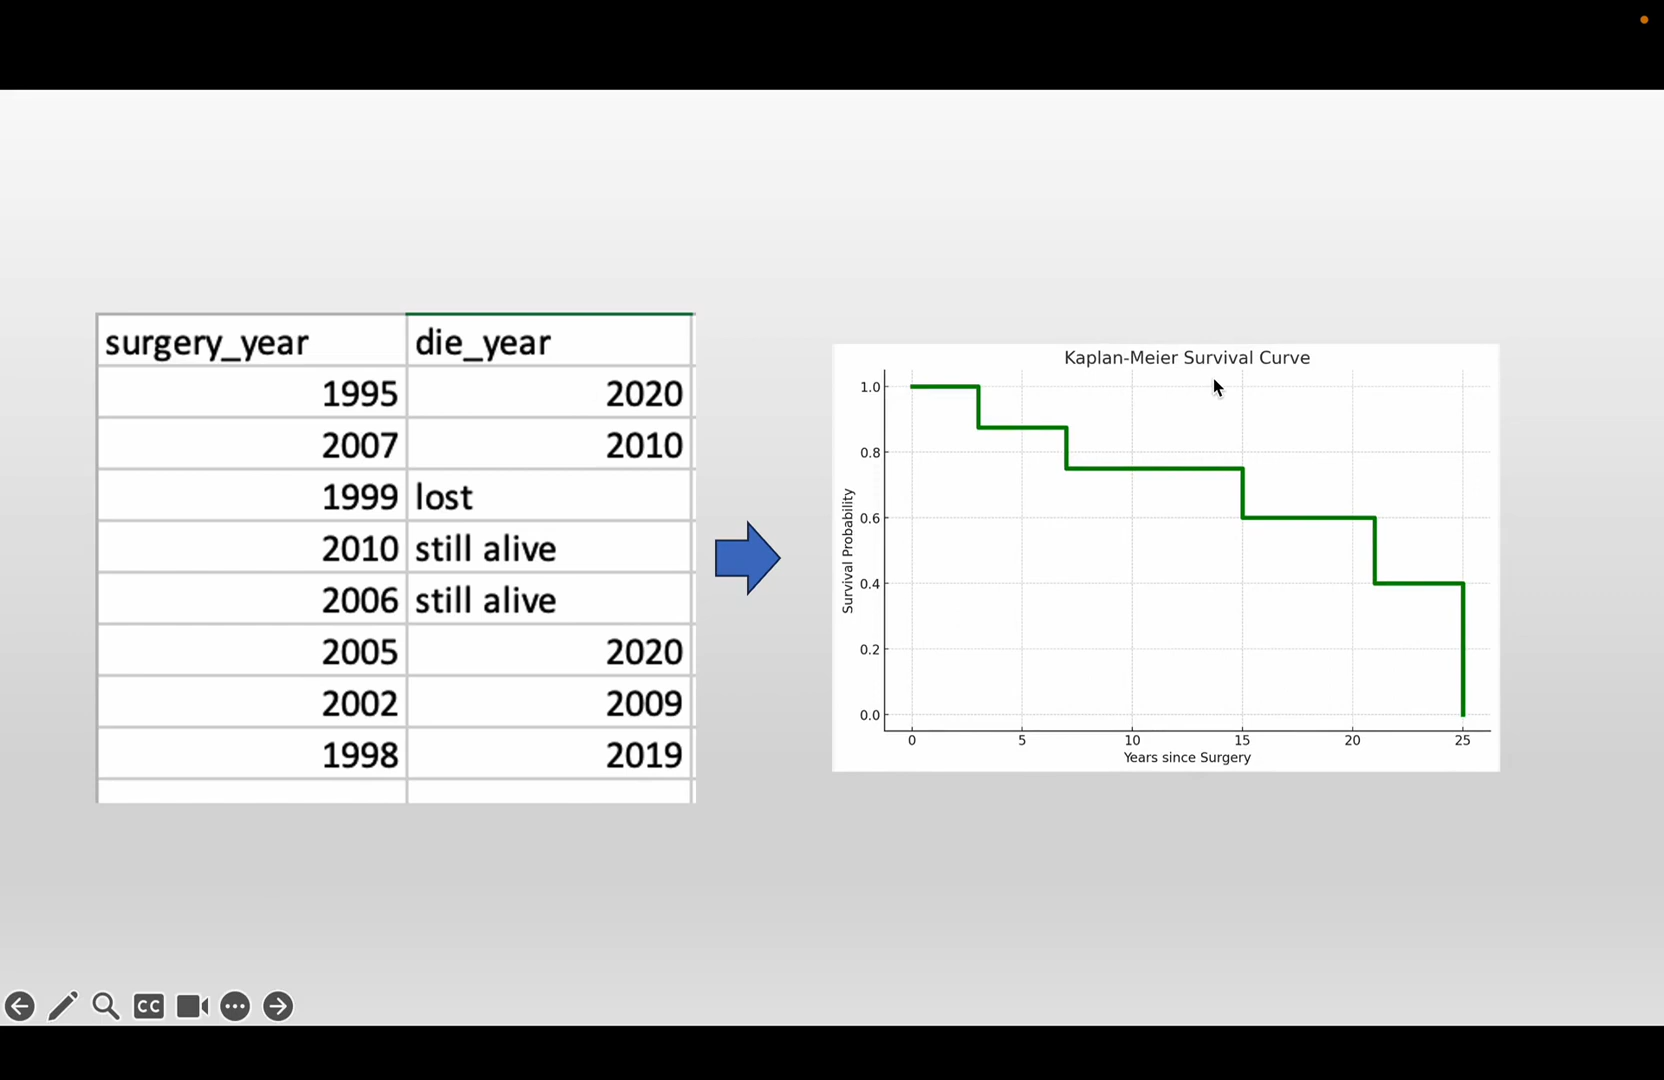 surgery_year die_year
1995 2020
2007 2010
1999 lost
2010 still alive
2006 still alive
2005 2020
2002 2009
1998 2019
Kaplan-Meier Survival Curve
1.0
0.8
0.6
0.4
0.2
0.0
Survival Probability
0 5 10 15 20 25
Years since Surgery
CC